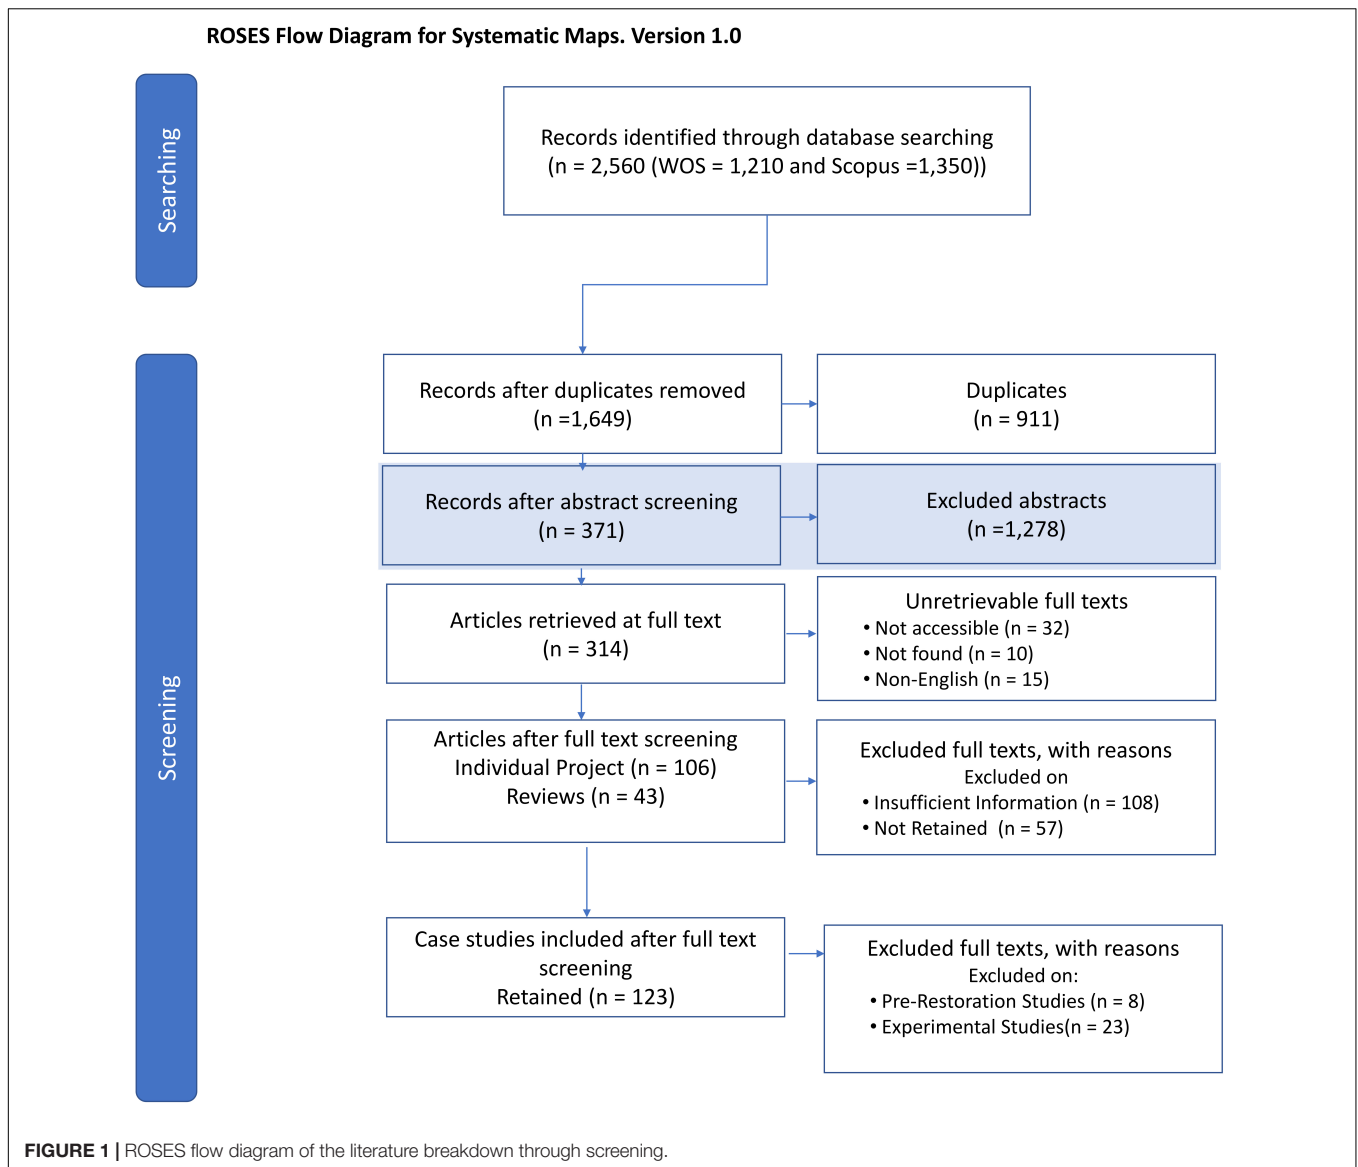 ROSES Flow Diagram for Systematic Maps. Version 1.0
Searching
Records identified through database searching
(n = 2,560 (WOS = 1,210 and Scopus =1,350))
Screening
Records after duplicates removed
(n =1,649)
Duplicates
(n = 911)
Records after abstract screening
(n = 371)
Excluded abstracts
(n =1,278)
Articles retrieved at full text
(n = 314)
Unretrievable full texts
• Not accessible (n = 32)
• Not found (n = 10)
• Non-English (n = 15)
Articles after full text screening
Individual Project (n = 106)
Reviews (n = 43)
Excluded full texts, with reasons
Excluded on
• Insufficient Information (n = 108)
• Not Retained (n = 57)
Case studies included after full text
screening
Retained (n = 123)
Excluded full texts, with reasons
Excluded on:
• Pre-Restoration Studies (n = 8)
• Experimental Studies(n = 23)
FIGURE 1 | ROSES flow diagram of the literature breakdown through screening.